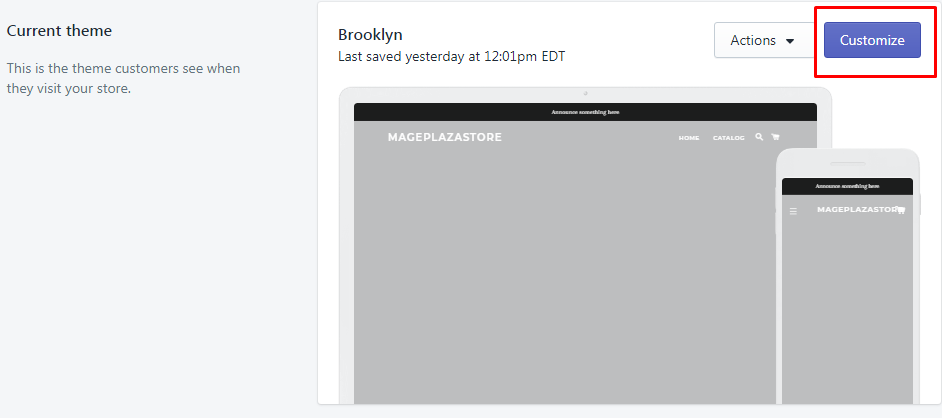 Current theme
This is the theme customers see when
they visit your store.
Brooklyn
Last saved yesterday at 12:01pm EDT
Actions
Customize
Announce something here
MAGEPLAZASTORE
HOME
CATALOG
Announce something here
MAGEPLAZASTORE